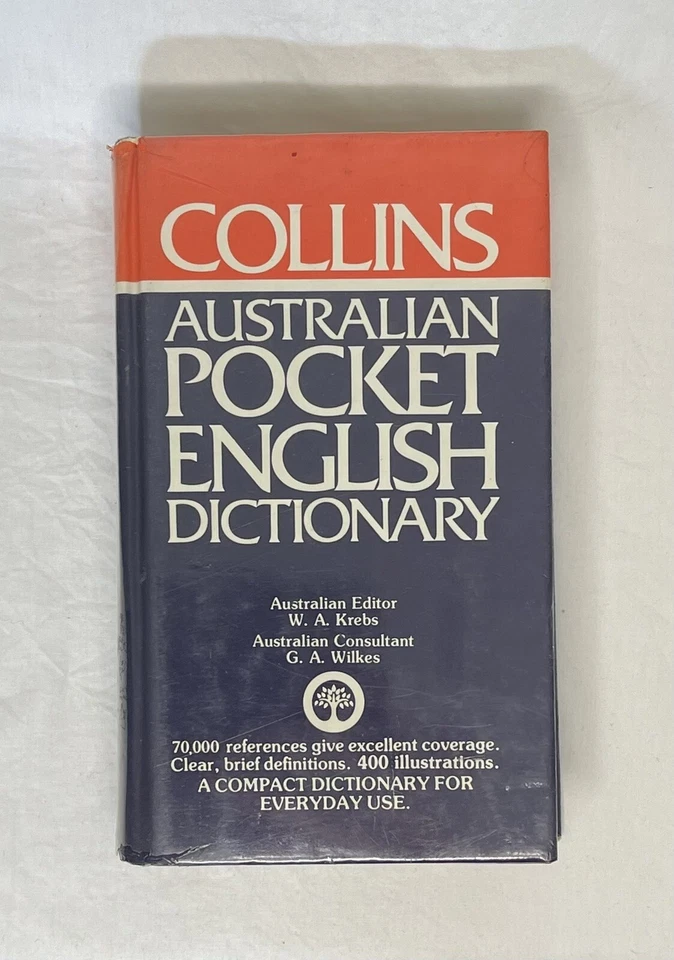 COLLINS
AUSTRALIAN
POCKET
ENGLISH
DICTIONARY
Australian Editor
W. A. Krebs
Australian Consultant
G. A. Wilkes
70,000 references give excellent coverage.
Clear, brief definitions. 400 illustrations.
A COMPACT DICTIONARY FOR
EVERYDAY USE.